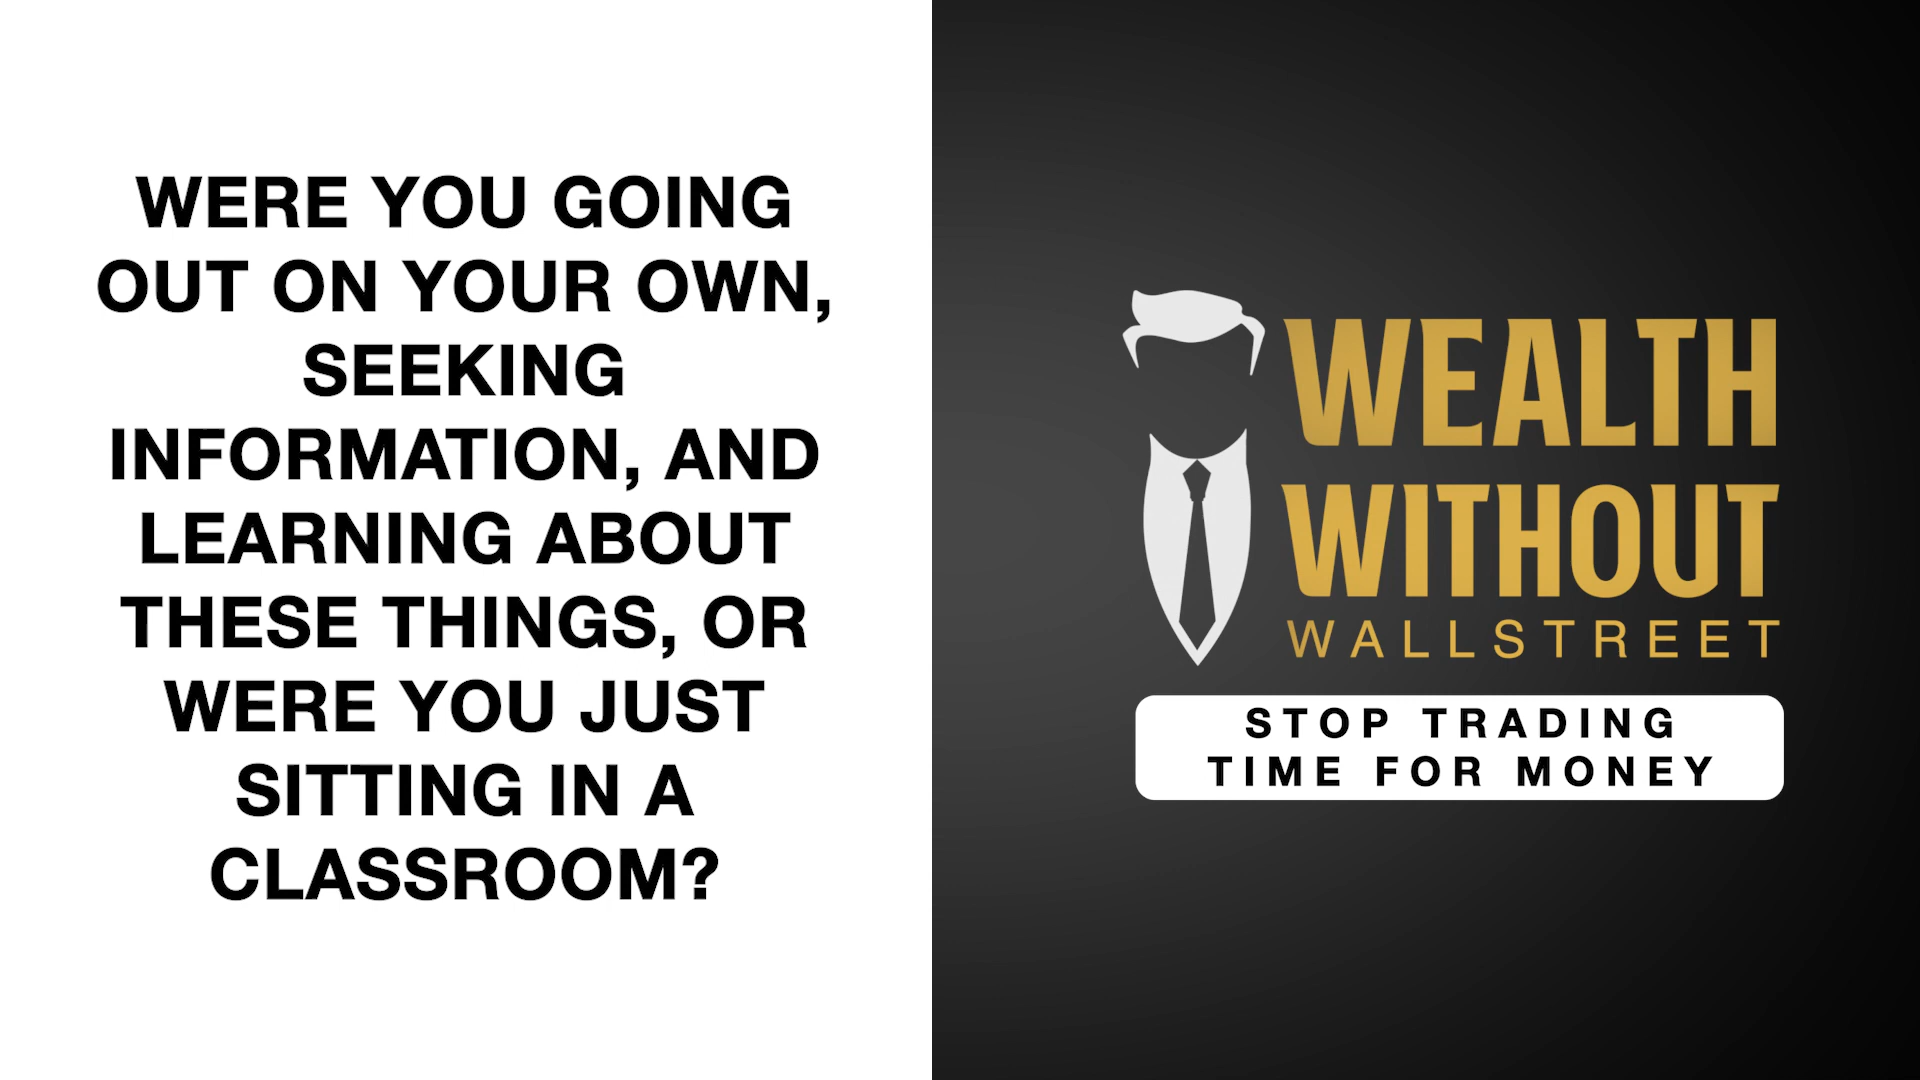 WERE YOU GOING
OUT ON YOUR OWN,
SEEKING
INFORMATION, AND
LEARNING ABOUT
THESE THINGS, OR
WERE YOU JUST
SITTING IN A
CLASSROOM?
WEALTH
WITHOUT
WALLSTREET
STOP TRADING
TIME FOR MONEY